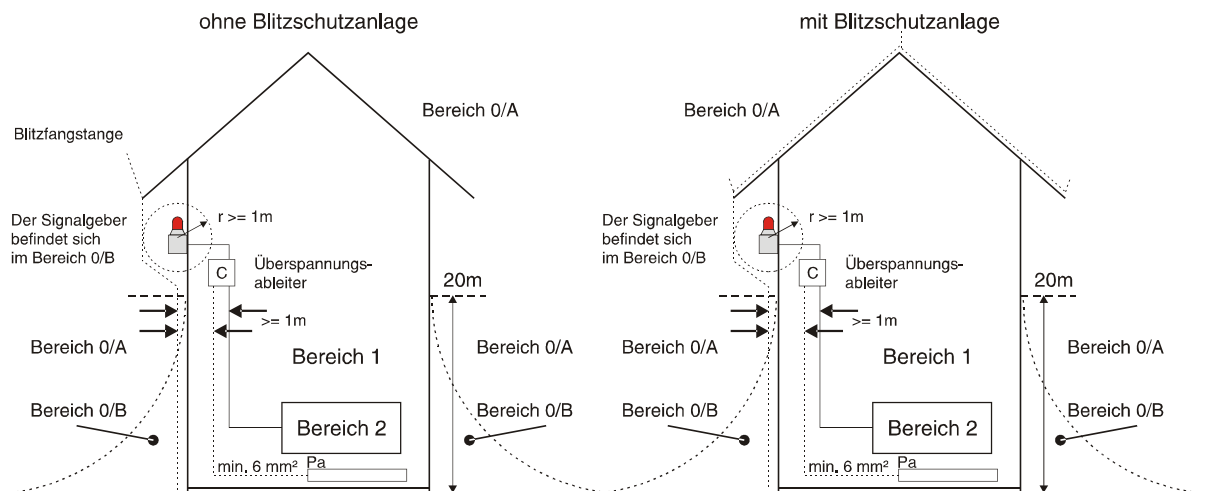 ohne Blitzschutzanlage
Bereich 0/A
Blitzfangstange
Der Signalgeber
befindet sich
im Bereich 0/B
r >= 1m
C
Überspannungs-
ableiter
20m
>= 1m
Bereich 0/A
Bereich 1
Bereich 0/A
Bereich 0/B
Bereich 0/B
Bereich 2
min. 6 mm²
Pa
mit Blitzschutzanlage
Bereich 0/A
Der Signalgeber
befindet sich
im Bereich 0/B
r >= 1m
C
Überspannungs-
ableiter
20m
>= 1m
Bereich 0/A
Bereich 1
Bereich 0/A
Bereich 0/B
Bereich 0/B
Bereich 2
min. 6 mm²
Pa